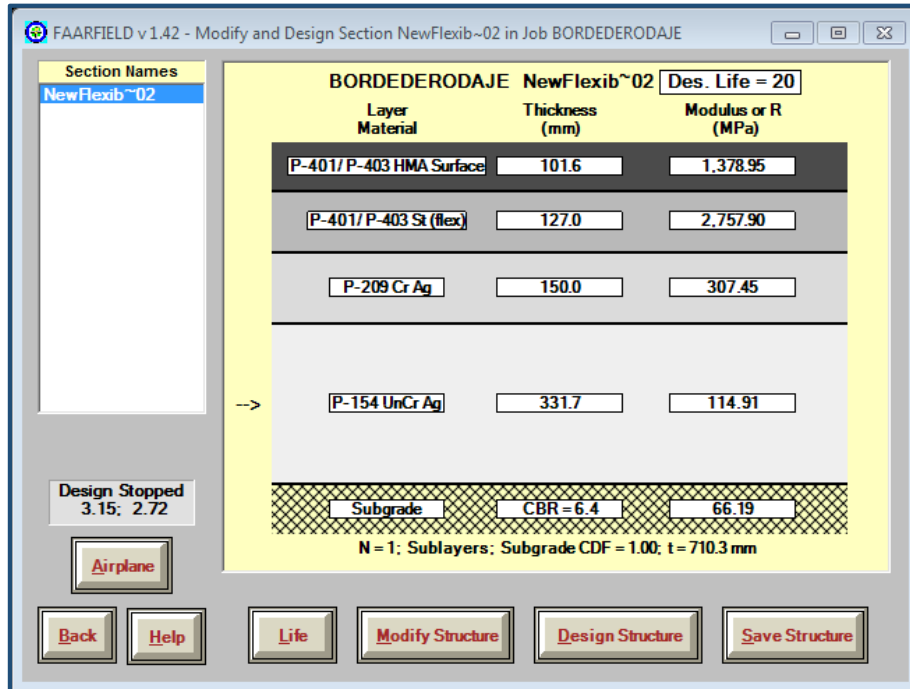 FAARFIELD v 1.42 - Modify and Design Section NewFlexib~02 in Job BORDEDERODAJE
Section Names
NewFlexib~02
BORDEDERODAJE NewFlexib~02 Des. Life = 20
Layer Material Thickness (mm) Modulus or R (MPa)
P-401/ P-403 HMA Surface 101.6 1,378.95
P-401/ P-403 St (flex) 127.0 2,757.90
P-209 Cr Ag 150.0 307.45
--> P-154 UnCr Ag 331.7 114.91
Subgrade CBR = 6.4 66.19
N = 1; Sublayers; Subgrade CDF = 1.00; t = 710.3 mm
Design Stopped
3.15; 2.72
Airplane
Back Help Life Modify Structure Design Structure Save Structure